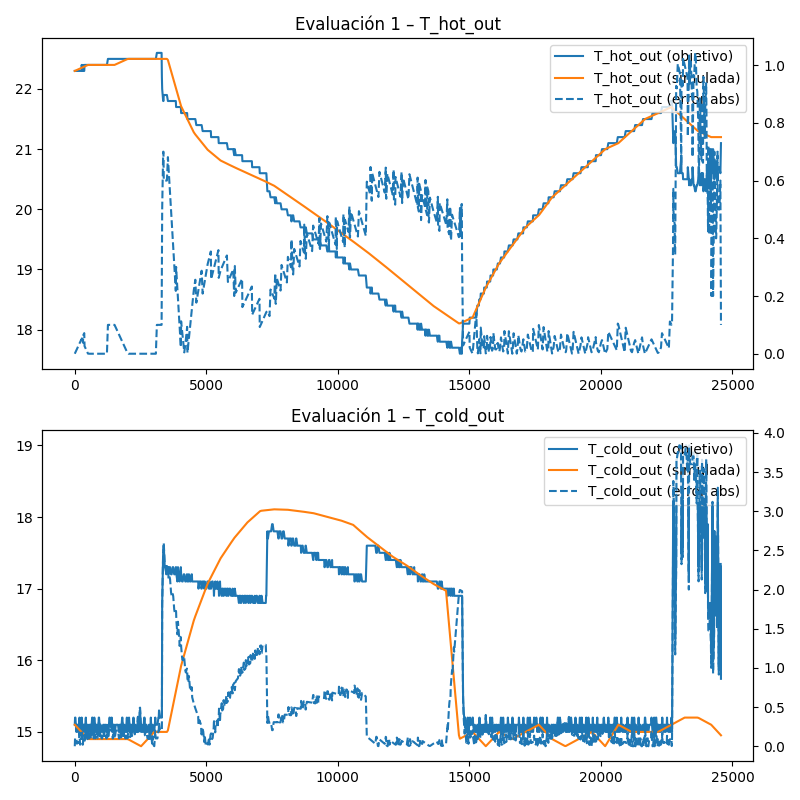 Evaluación 1 – T_hot_out
T_hot_out (objetivo)
T_hot_out (simulada)
T_hot_out (error abs)
22
21
20
19
18
1.0
0.8
0.6
0.4
0.2
0.0
0 5000 10000 15000 20000 25000
Evaluación 1 – T_cold_out
T_cold_out (objetivo)
T_cold_out (simulada)
T_cold_out (error abs)
19
18
17
16
15
4.0
3.5
3.0
2.5
2.0
1.5
1.0
0.5
0.0
0 5000 10000 15000 20000 25000